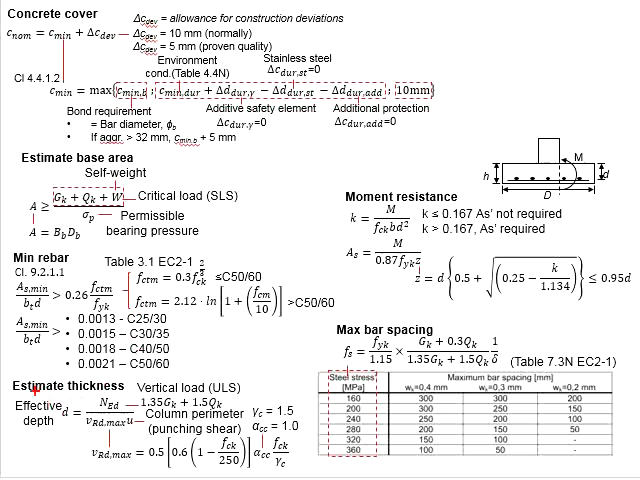 Concrete cover
Δc_dev = allowance for construction deviations
c_nom = c_min + Δc_dev — Δc_dev = 10 mm (normally)
Δc_dev = 5 mm (proven quality)
Environment cond.(Table 4.4N)
Stainless steel
Δc_dur,st=0
Cl 4.4.1.2
c_min = max{c_min,b ; c_min,dur + Δd_dur,γ − Δd_dur,st − Δd_dur,add ; 10mm}
Bond requirement
• = Bar diameter, ϕ_b
• If aggr. > 32 mm, c_min,b + 5 mm
Additive safety element
Δc_dur,γ=0
Additional protection
Δc_dur,add=0
Estimate base area
Self-weight
A ≥ (G_k + Q_k + W) / σ_p
Critical load (SLS)
Permissible
bearing pressure
A = B_b D_b
M
h
d
D
Moment resistance
k = M / (f_ck bd²)
k ≤ 0.167 As' not required
k > 0.167, As' required
A_s = M / (0.87f_yk z)
z = d {0.5 + √(0.25 − k/1.134)} ≤ 0.95d
Min rebar
Cl. 9.2.1.1
Table 3.1 EC2-1
A_s,min / (b_t d) > 0.26 f_ctm / f_yk
f_ctm = 0.3f_ck^(2/3) ≤C50/60
f_ctm = 2.12 · ln [1 + (f_cm/10)] >C50/60
A_s,min / (b_t d) >
• 0.0013 - C25/30
• 0.0015 – C30/35
• 0.0018 – C40/50
• 0.0021 – C50/60
Max bar spacing
f_s = f_yk/1.15 × (G_k + 0.3Q_k)/(1.35G_k + 1.5Q_k) 1/δ
(Table 7.3N EC2-1)
Steel stress [MPa] Maximum bar spacing [mm]
w_k=0,4 mm w_k=0,3 mm w_k=0,2 mm
160 300 300 200
200 300 250 150
240 250 200 100
280 200 150 50
320 150 100 -
360 100 50 -
Estimate thickness
Vertical load (ULS)
Effective depth d = N_Ed / (v_Rd,max u)
1.35G_k + 1.5Q_k
Column perimeter
(punching shear)
γ_c = 1.5
α_cc = 1.0
v_Rd,max = 0.5 [0.6 (1 − f_ck/250)] α_cc f_ck/γ_c